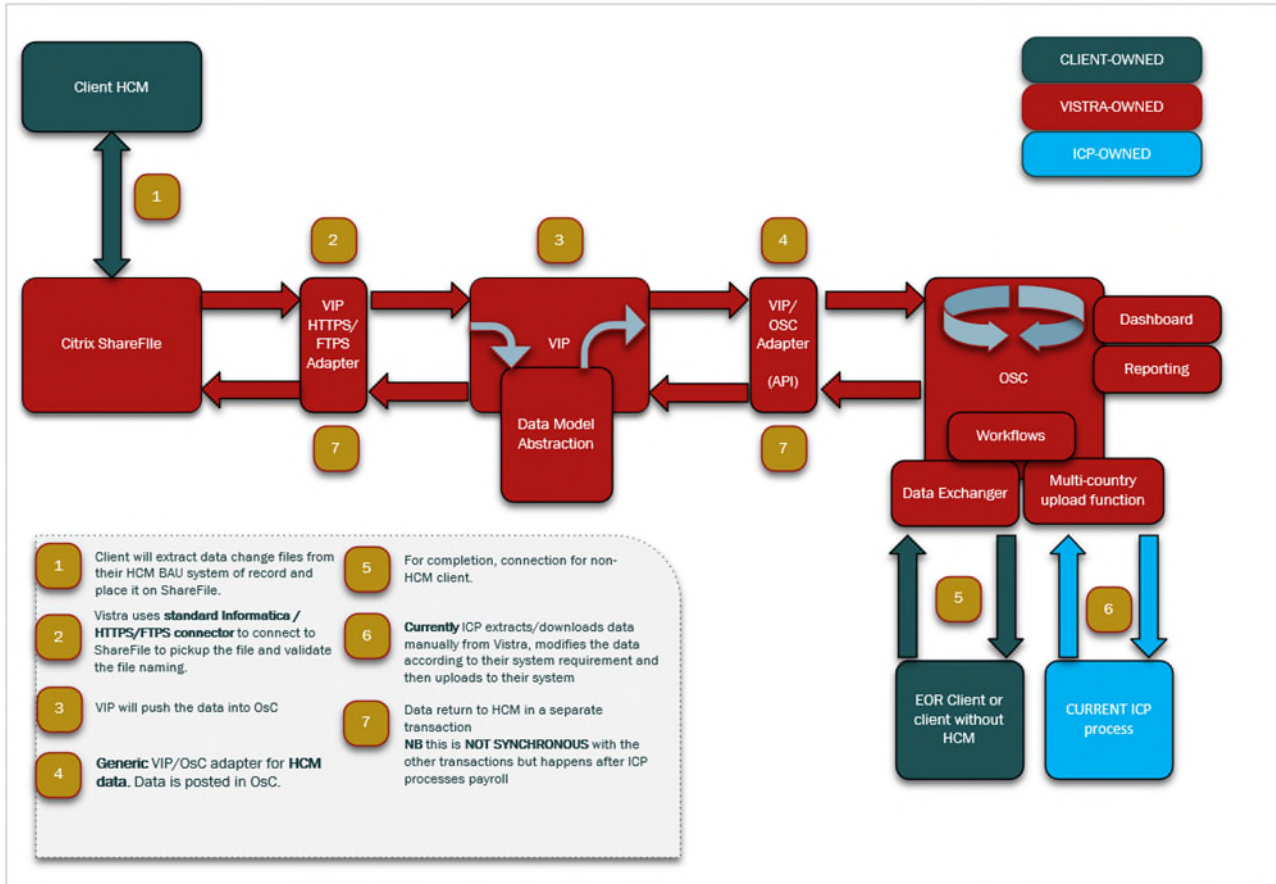 Client HCM
CLIENT-OWNED
VISTRA-OWNED
ICP-OWNED
1
2
3
4
Citrix ShareFIle
VIP
HTTPS/
FTPS
Adapter
VIP
Data Model
Abstraction
VIP/
OSC
Adapter
(API)
OSC
Dashboard
Reporting
Workflows
Data Exchanger
Multi-country
upload function
7
7
5
6
EOR Client or
client without
HCM
CURRENT ICP
process
1
Client will extract data change files from
their HCM BAU system of record and
place it on ShareFile.
2
Vistra uses standard Informatica /
HTTPS/FTPS connector to connect to
ShareFile to pickup the file and validate
the file naming.
3
VIP will push the data into OsC
4
Generic VIP/OsC adapter for HCM
data. Data is posted in OsC.
5
For completion, connection for non-
HCM client.
6
Currently ICP extracts/downloads data
manually from Vistra, modifies the data
according to their system requirement and
then uploads to their system
7
Data return to HCM in a separate
transaction
NB this is NOT SYNCHRONOUS with the
other transactions but happens after ICP
processes payroll